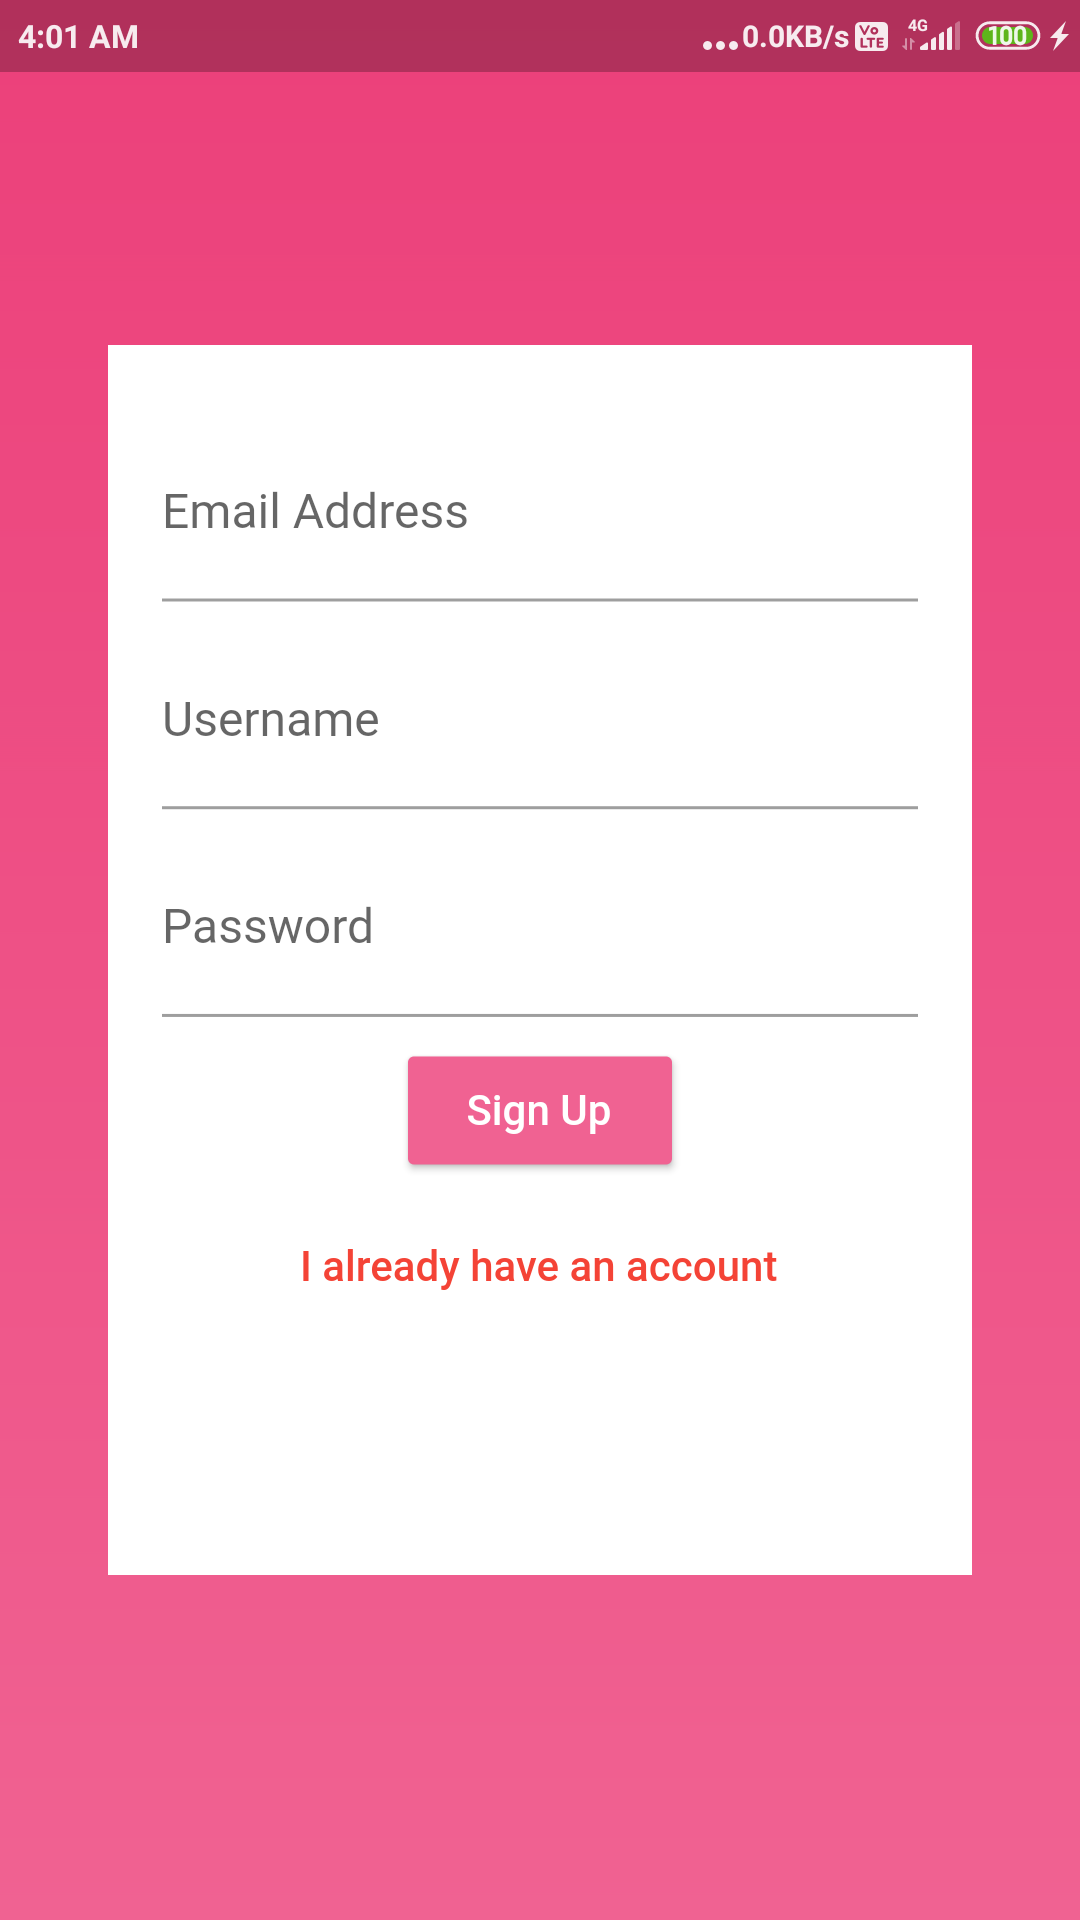 4:01 AM ...0.0KB/s Vo LTE 4G 100
Email Address
Username
Password
Sign Up
I already have an account